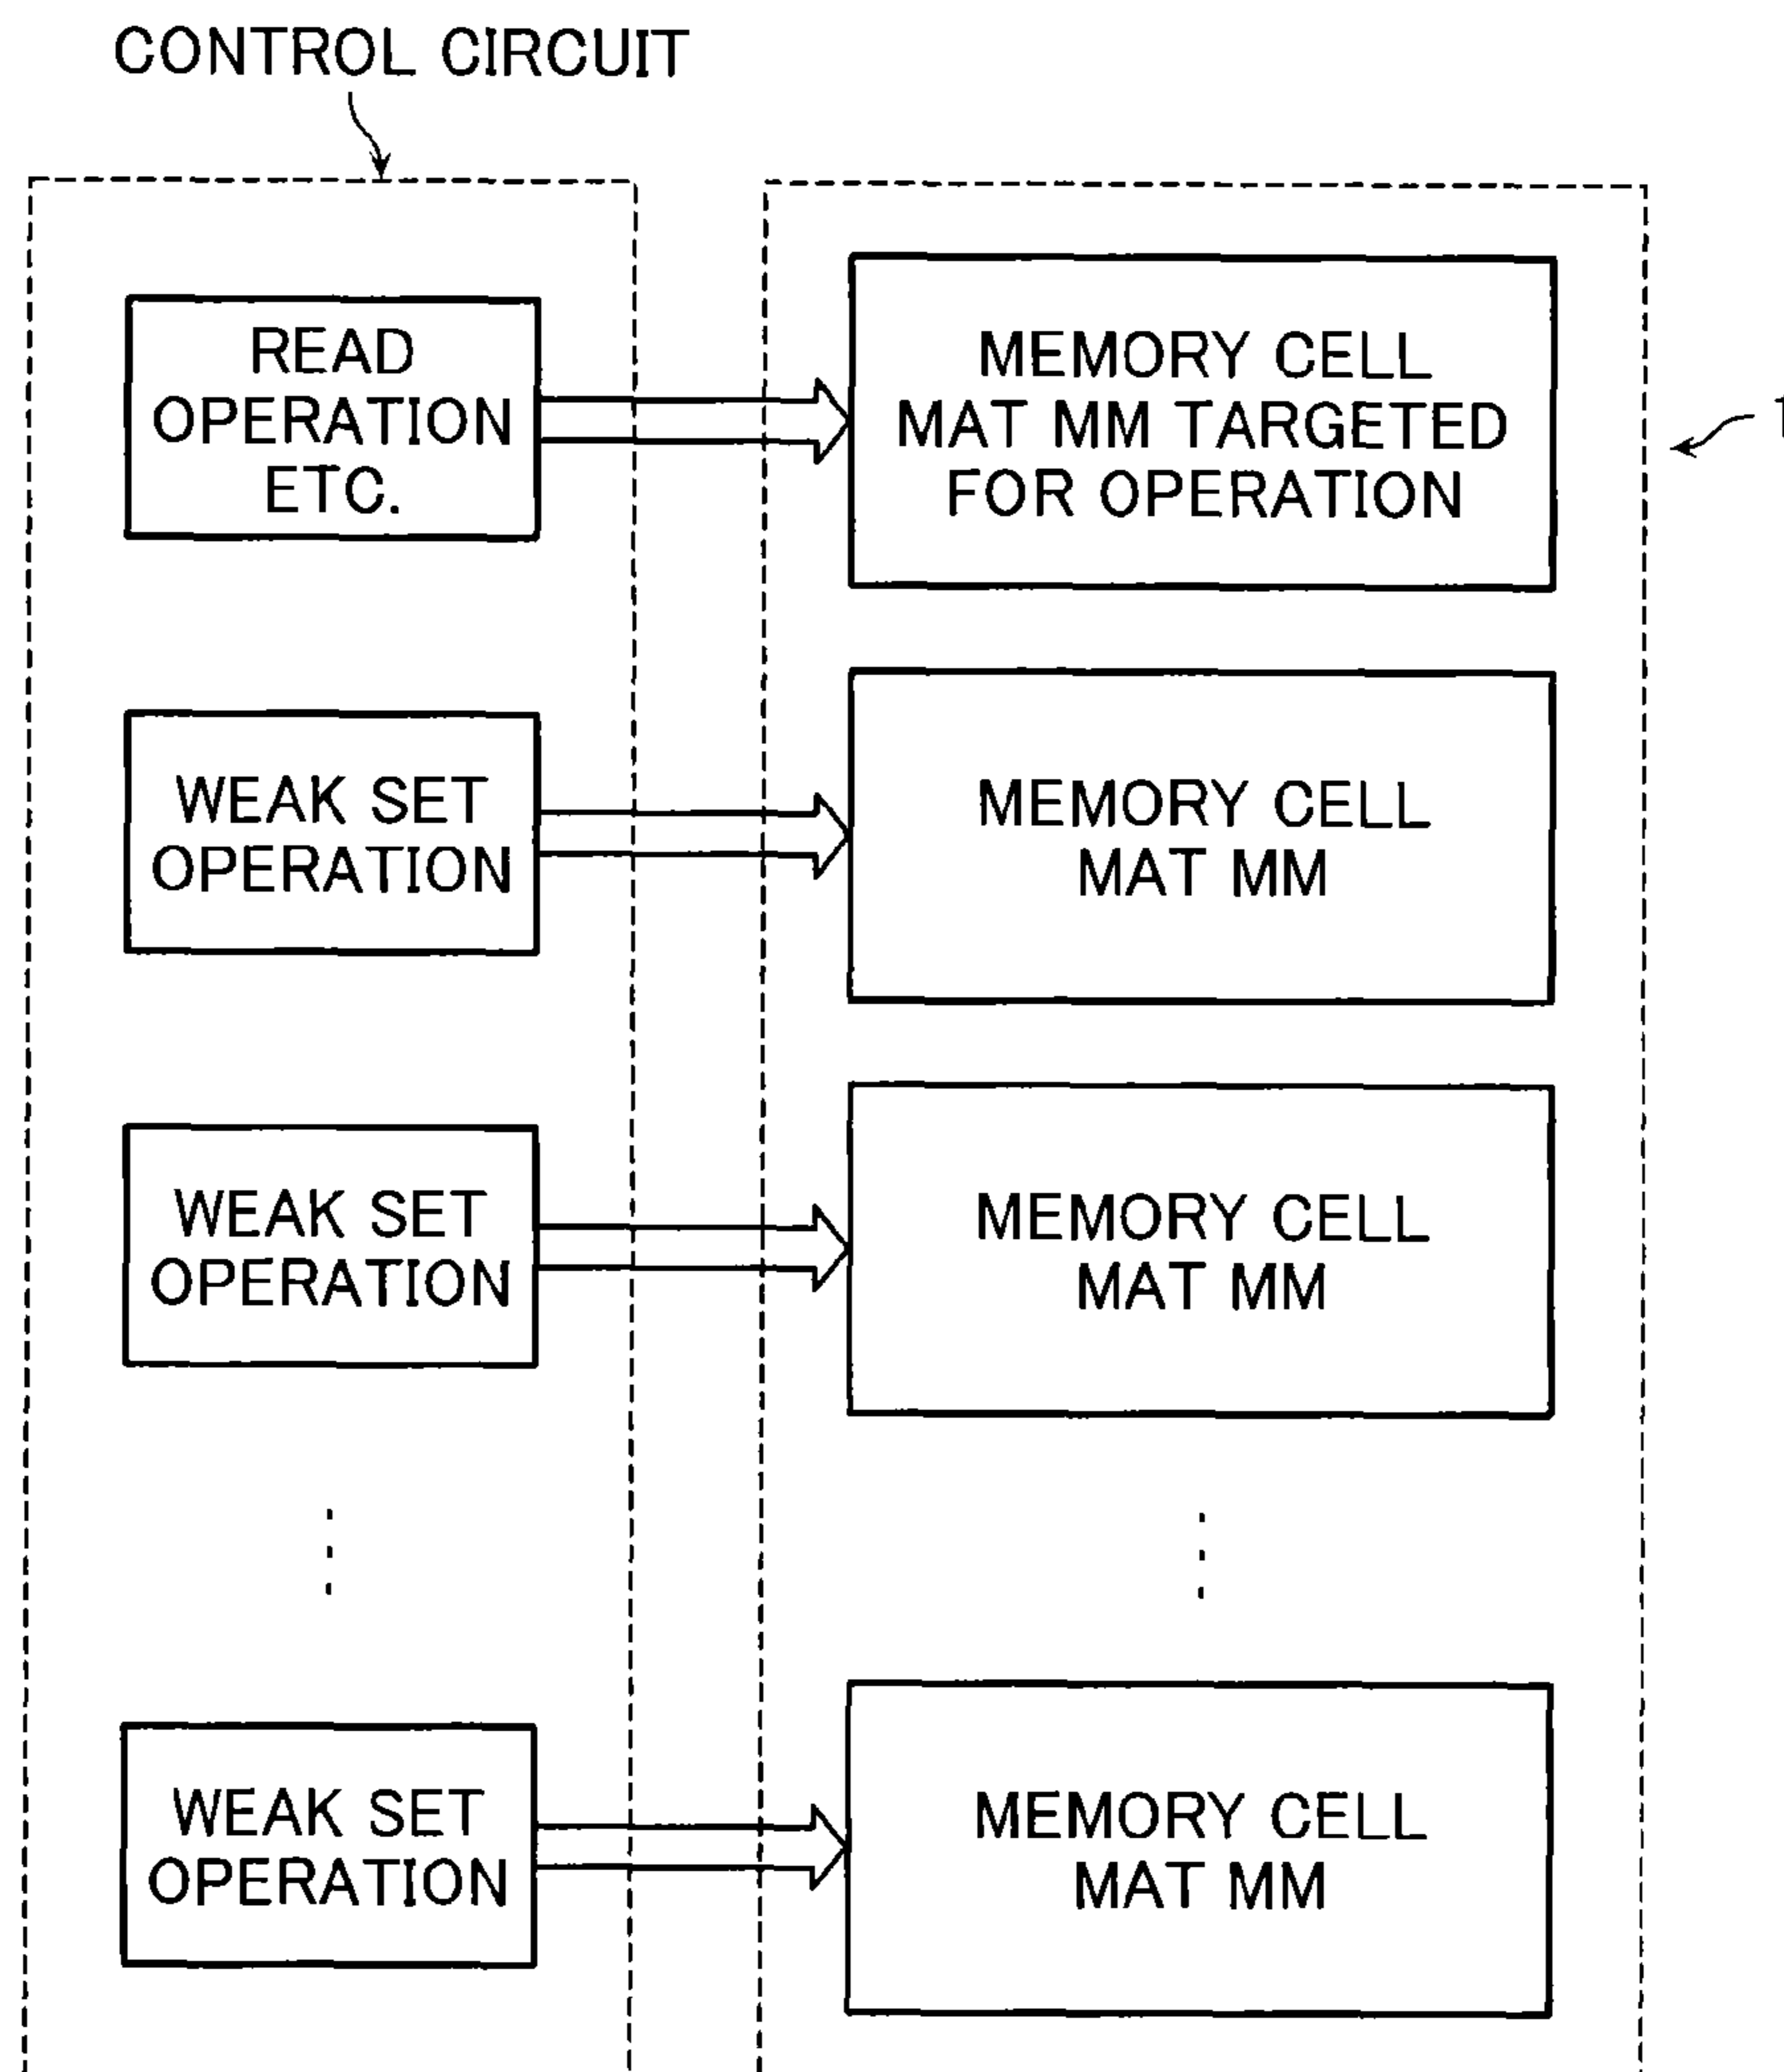 CONTROL CIRCUIT
READ
OPERATION
ETC.
MEMORY CELL
MAT MM TARGETED
FOR OPERATION
WEAK SET
OPERATION
MEMORY CELL
MAT MM
WEAK SET
OPERATION
MEMORY CELL
MAT MM
WEAK SET
OPERATION
MEMORY CELL
MAT MM